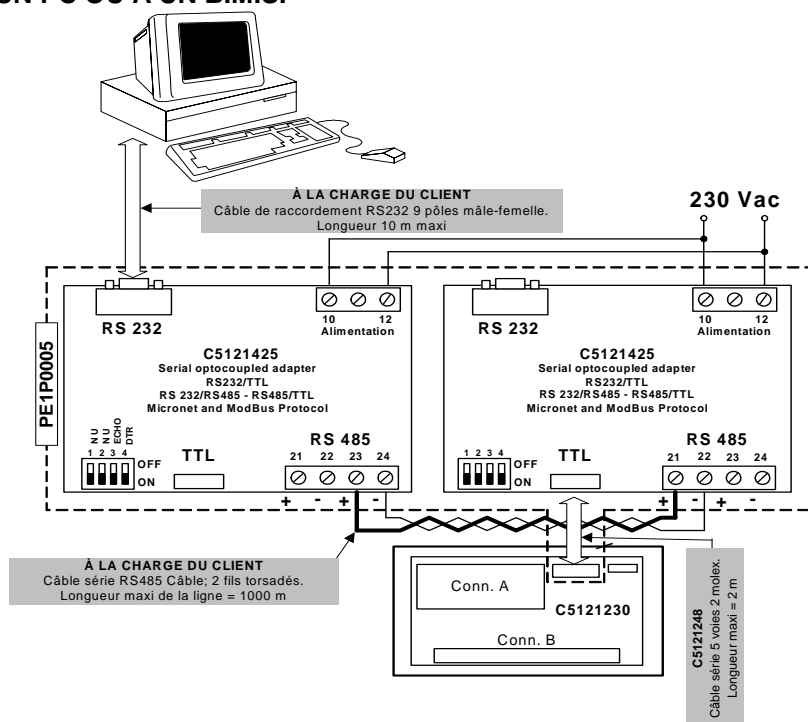 À LA CHARGE DU CLIENT
Câble de raccordement RS232 9 pôles mâle-femelle.
Longueur 10 m maxi
230 Vac
PE1P0005
RS 232
10 12
Alimentation
C5121425
Serial optocoupled adapter
RS232/TTL
RS 232/RS485 - RS485/TTL
Micronet and ModBus Protocol
NU
NU
ECHO
DTR
1 2 3 4
OFF
ON
TTL
RS 485
21 22 23 24
+ - + -
RS 232
10 12
Alimentation
C5121425
Serial optocoupled adapter
RS232/TTL
RS 232/RS485 - RS485/TTL
Micronet and ModBus Protocol
1 2 3 4
OFF
ON
TTL
RS 485
21 22 23 24
+ - + -
À LA CHARGE DU CLIENT
Câble série RS485 Câble; 2 fils torsadés.
Longueur maxi de la ligne = 1000 m
Conn. A
C5121230
Conn. B
C5121248
Câble série 5 voies 2 molex.
Longueur maxi = 2 m